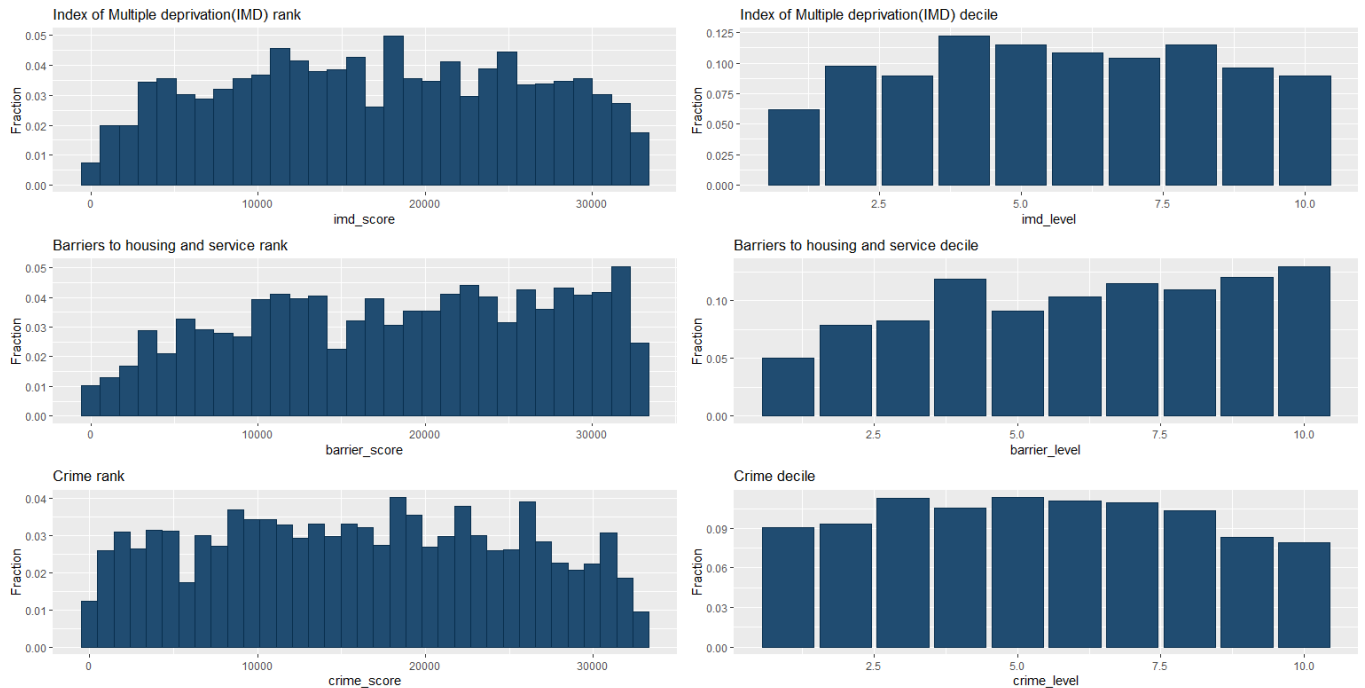 Index of Multiple deprivation(IMD) rank
0.05
0.04
0.03
0.02
0.01
0.00
Fraction
0 10000 20000 30000
imd_score
Index of Multiple deprivation(IMD) decile
0.125
0.100
0.075
0.050
0.025
0.000
Fraction
2.5 5.0 7.5 10.0
imd_level
Barriers to housing and service rank
0.05
0.04
0.03
0.02
0.01
0.00
Fraction
0 10000 20000 30000
barrier_score
Barriers to housing and service decile
0.10
0.05
0.00
Fraction
2.5 5.0 7.5 10.0
barrier_level
Crime rank
0.04
0.03
0.02
0.01
0.00
Fraction
0 10000 20000 30000
crime_score
Crime decile
0.09
0.06
0.03
0.00
Fraction
2.5 5.0 7.5 10.0
crime_level